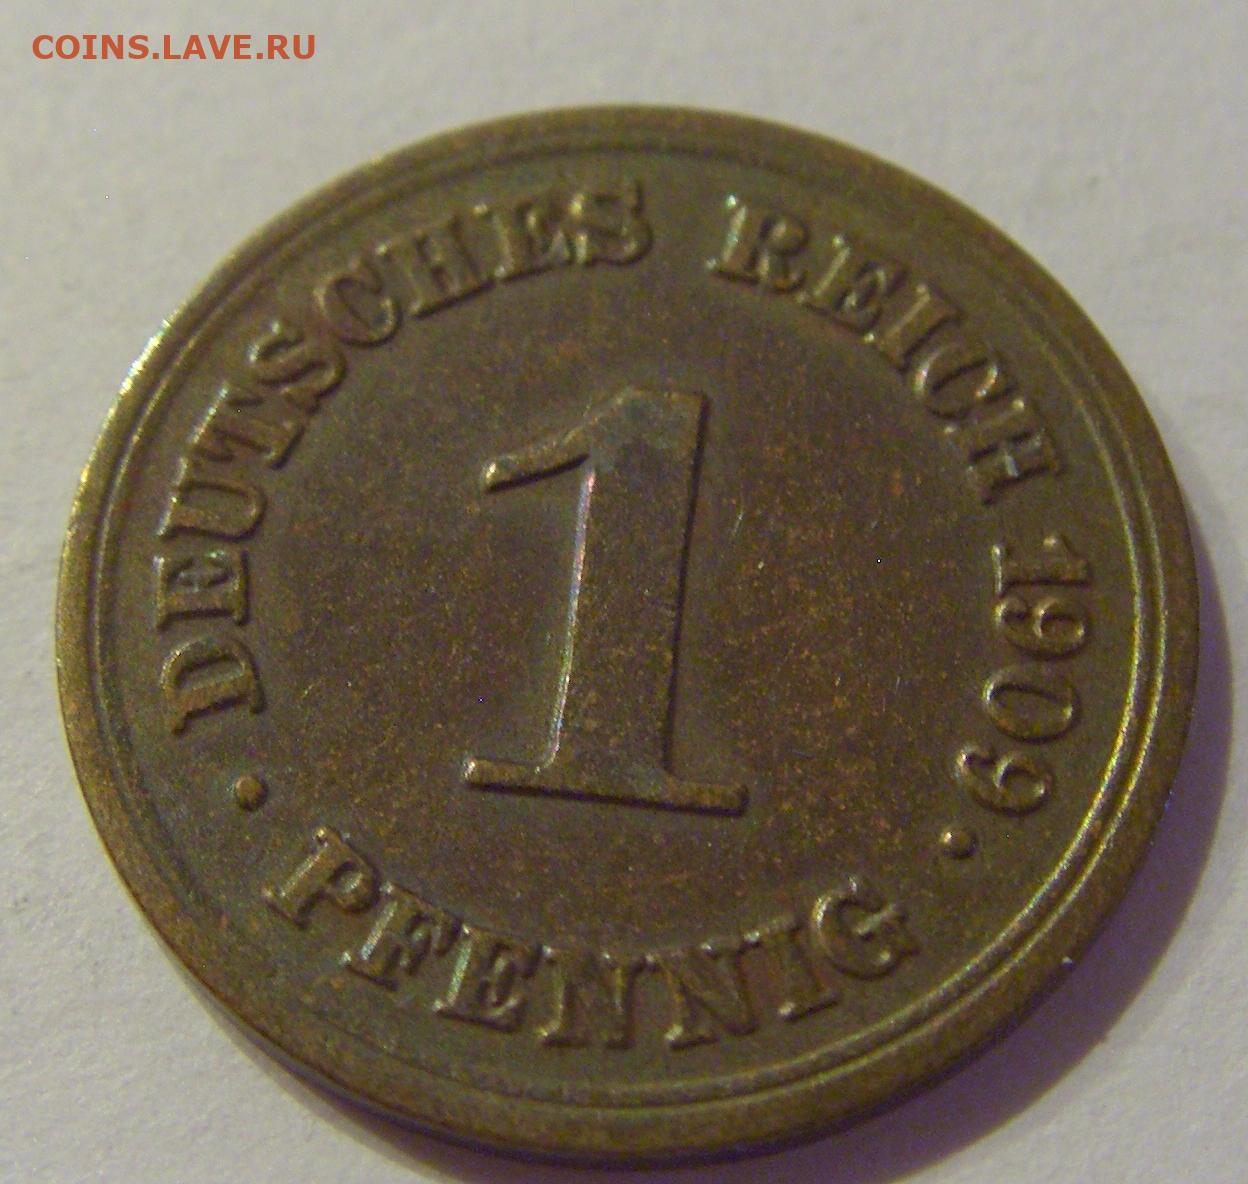 COINS.LAVE.RU
DEUTSCHES REICH 1909
1
• PFENNIG •